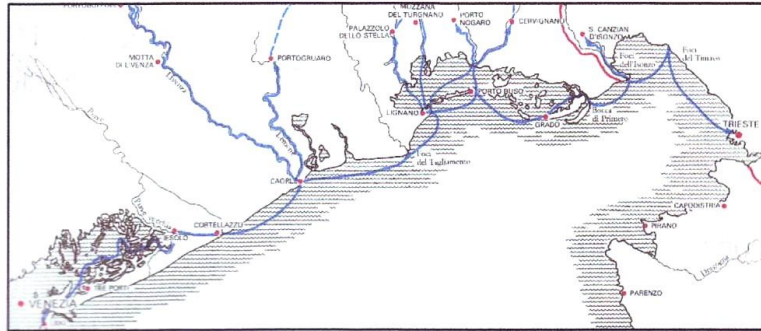 MUZZANA
DEL TURGNANO
PORTO
NOGARO
CERVIGNANO
PALAZZOLO
DELLO STELLA
S. CANZIAN
D'ISONZO
MOTTA
DI LIVENZA
PORTOGRUARO
Foci
dell'Isonzo
Foci
del Timavo
PORTO BUSO
LIGNANO
GRADO
Bocca
di Primero
TRIESTE
Foci
del Tagliamento
CAORLE
CAPODISTRIA
CORTELLAZZO
JESOLO
PIRANO
TRE PORTI
VENEZIA
PARENZO